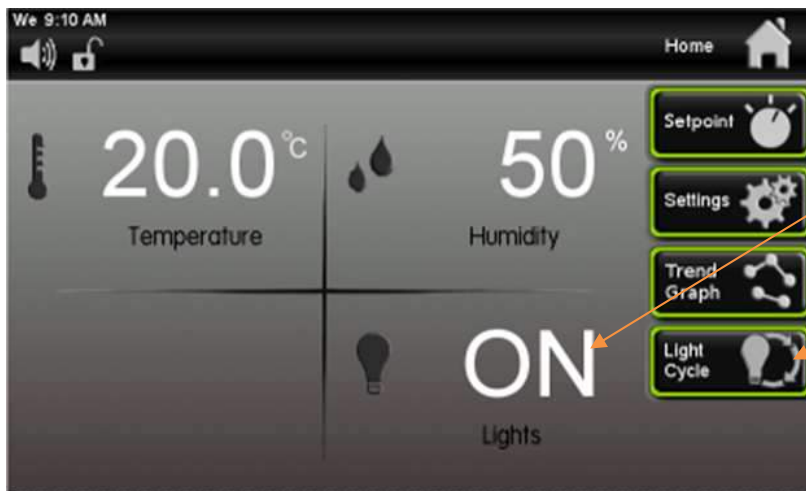 We 9:10 AM
Home
20.0 °C
Temperature
50 %
Humidity
ON
Lights
Setpoint
Settings
Trend
Graph
Light
Cycle